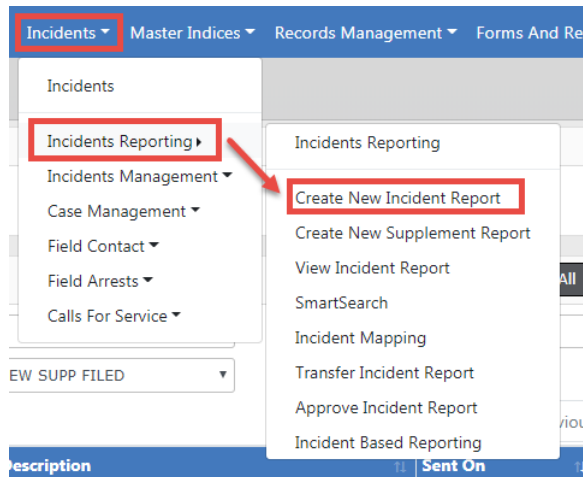 Incidents Master Indices Records Management Forms And Re
Incidents
Incidents Reporting
Incidents Management
Case Management
Field Contact
Field Arrests
Calls For Service
Incidents Reporting
Create New Incident Report
Create New Supplement Report
View Incident Report
SmartSearch
Incident Mapping
Transfer Incident Report
Approve Incident Report
Incident Based Reporting
All
EW SUPP FILED
viou
Description Sent On